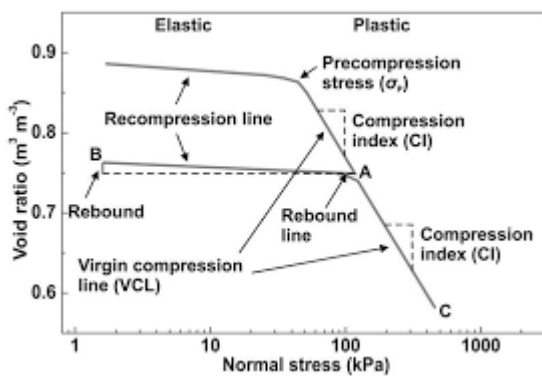 Elastic
Plastic
0.9
0.8
0.7
0.6
Void ratio (m³ m⁻³)
Precompression
stress (σₚ)
Recompression line
Compression
index (CI)
B
A
Rebound
Rebound
line
Virgin compression
line (VCL)
Compression
index (CI)
C
1
10
100
1000
Normal stress (kPa)